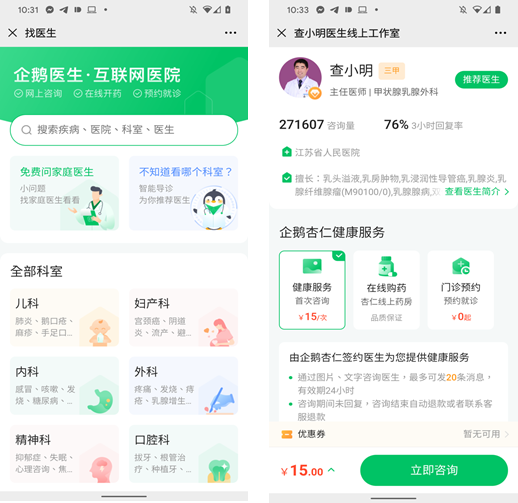 10:31
找医生
企鹅医生·互联网医院
网上咨询 在线开药 预约就诊
搜索疾病、医院、科室、医生
免费问家庭医生
小问题
找家庭医生看看
不知道看哪个科室？
智能导诊
为你推荐医生
全部科室
儿科
肺炎、鹅口疮、
麻疹、手足口...
妇产科
宫颈癌、阴道
炎、流产、避...
内科
感冒、咳嗽、发
烧、糖尿病、...
外科
疼痛、发烧、痔
疮、乳腺增生...
精神科
抑郁症、失眠、
心理咨询、焦...
口腔科
拔牙、根管治
疗、种植牙、...
10:33
查小明医生线上工作室
查小明 三甲
主任医师 | 甲状腺乳腺外科
推荐医生
271607 咨询量 76% 3小时回复率
江苏省人民医院
擅长：乳头溢液,乳房肿物,乳浸润性导管癌,乳腺炎,乳
腺纤维腺瘤(M90100/0),乳腺腺病,双 查看医生简介
企鹅杏仁健康服务
健康服务
首次咨询
¥15/次
在线购药
杏仁线上药房
品质保证
门诊预约
预约就诊
¥0起
由企鹅杏仁签约医生为您提供健康服务
通过图片、文字咨询医生，最多可发20条消息，
有效期24小时
咨询期间未回复，咨询结束自动退款或者联系客
服退款
优惠券 暂无可用
¥15.00
立即咨询